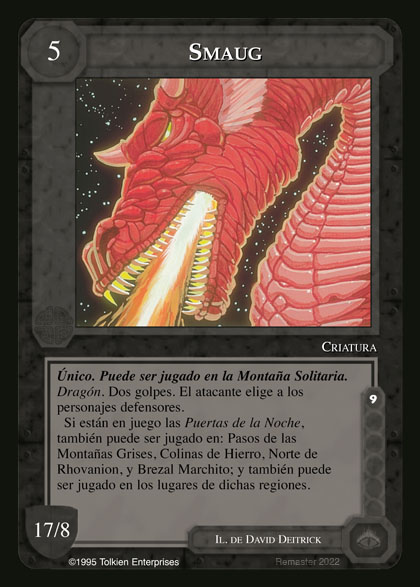 5
SMAUG
CRIATURA
Único. Puede ser jugado en la Montaña Solitaria.
Dragón. Dos golpes. El atacante elige a los
personajes defensores.
Si están en juego las Puertas de la Noche,
también puede ser jugado en: Pasos de las
Montañas Grises, Colinas de Hierro, Norte de
Rhovanion, y Brezal Marchito; y también puede
ser jugado en los lugares de dichas regiones.
9
17/8
IL. DE DAVID DEITRICK
©1995 Tolkien Enterprises
Remaster 2022